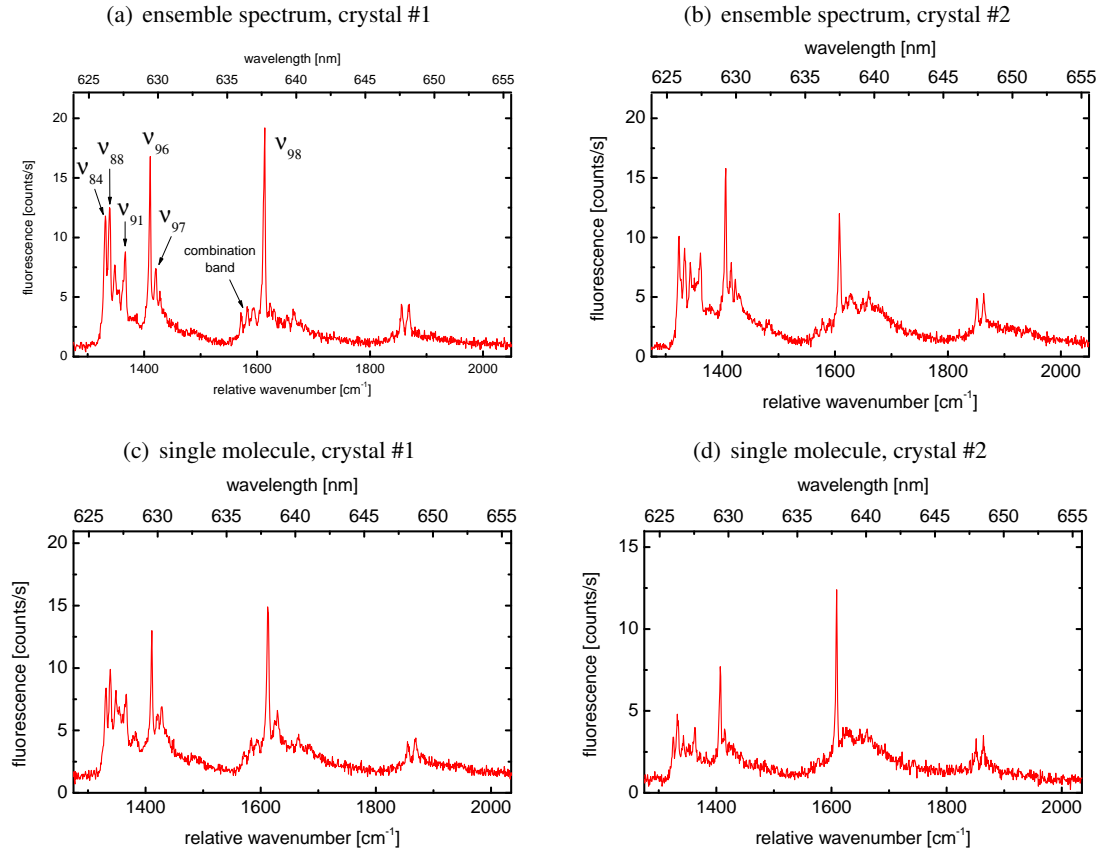 (a) ensemble spectrum, crystal #1
wavelength [nm]
625 630 635 640 645 650 655
20
15
10
5
0
fluorescence [counts/s]
ν84
ν88
ν91
ν96
ν97
combination
band
ν98
1400 1600 1800 2000
relative wavenumber [cm-1]
(b) ensemble spectrum, crystal #2
wavelength [nm]
625 630 635 640 645 650 655
20
15
10
5
0
fluorescence [counts/s]
1400 1600 1800 2000
relative wavenumber [cm-1]
(c) single molecule, crystal #1
wavelength [nm]
625 630 635 640 645 650 655
20
15
10
5
0
fluorescence [counts/s]
1400 1600 1800 2000
relative wavenumber [cm-1]
(d) single molecule, crystal #2
wavelength [nm]
625 630 635 640 645 650 655
15
10
5
0
fluorescence [counts/s]
1400 1600 1800 2000
relative wavenumber [cm-1]